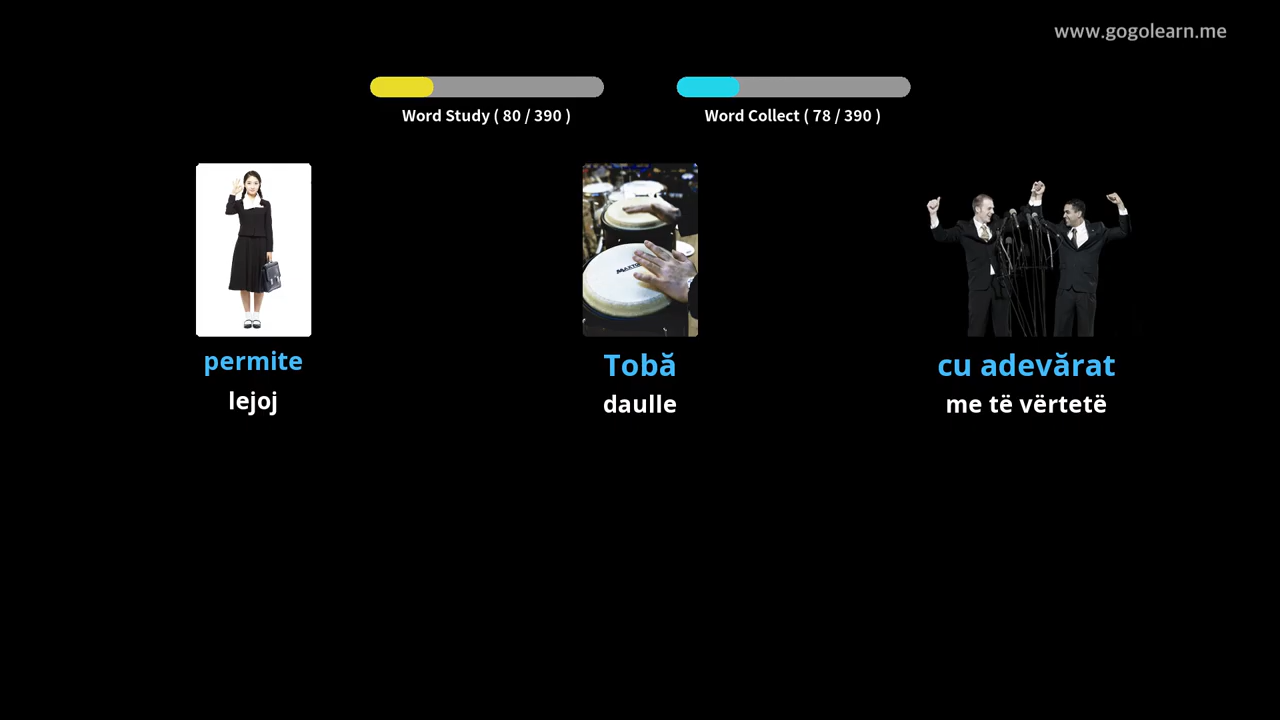 www.gogolearn.me
Word Study ( 80 / 390 )
Word Collect ( 78 / 390 )
permite
lejoj
Tobă
daulle
cu adevărat
me të vërtetë